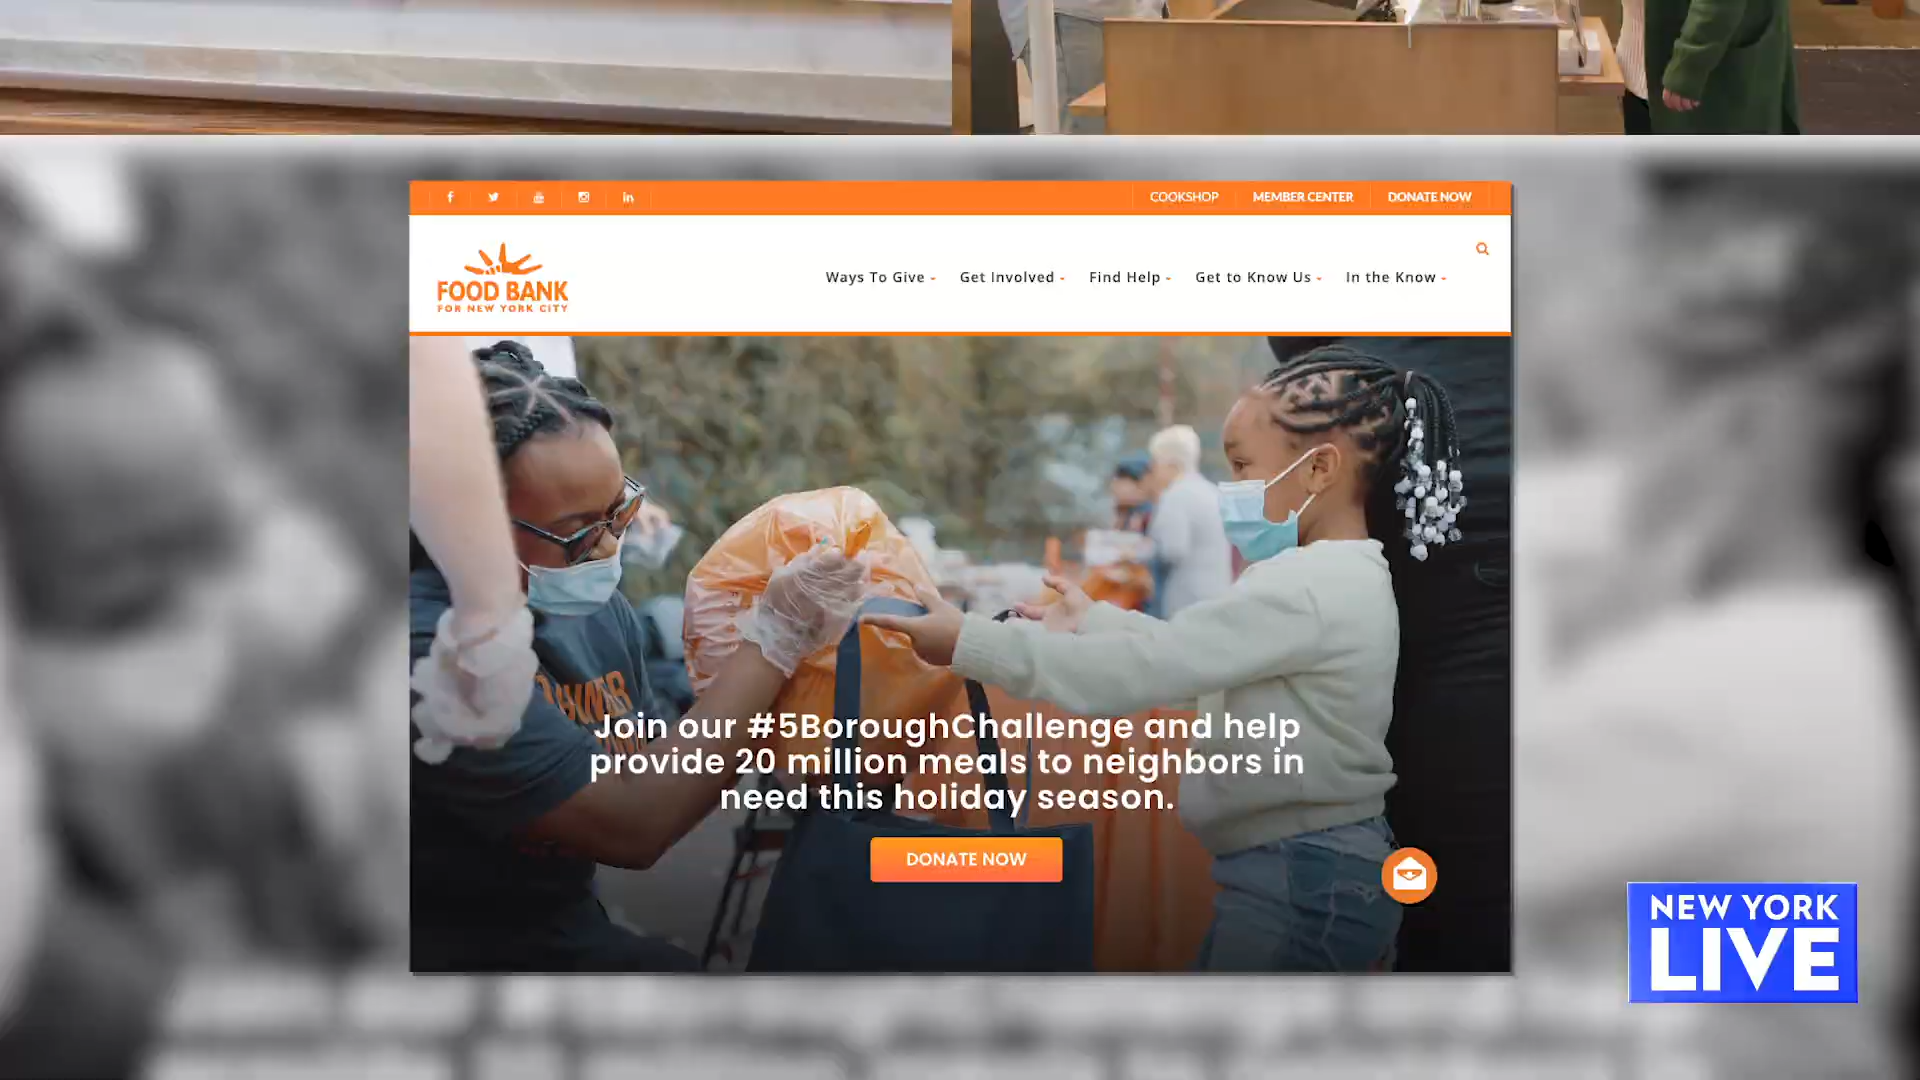 COOKSHOP
MEMBER CENTER
DONATE NOW
FOOD BANK
FOR NEW YORK CITY
Ways To Give
Get Involved
Find Help
Get to Know Us
In the Know
Join our #5BoroughChallenge and help
provide 20 million meals to neighbors in
need this holiday season.
DONATE NOW
NEW YORK
LIVE